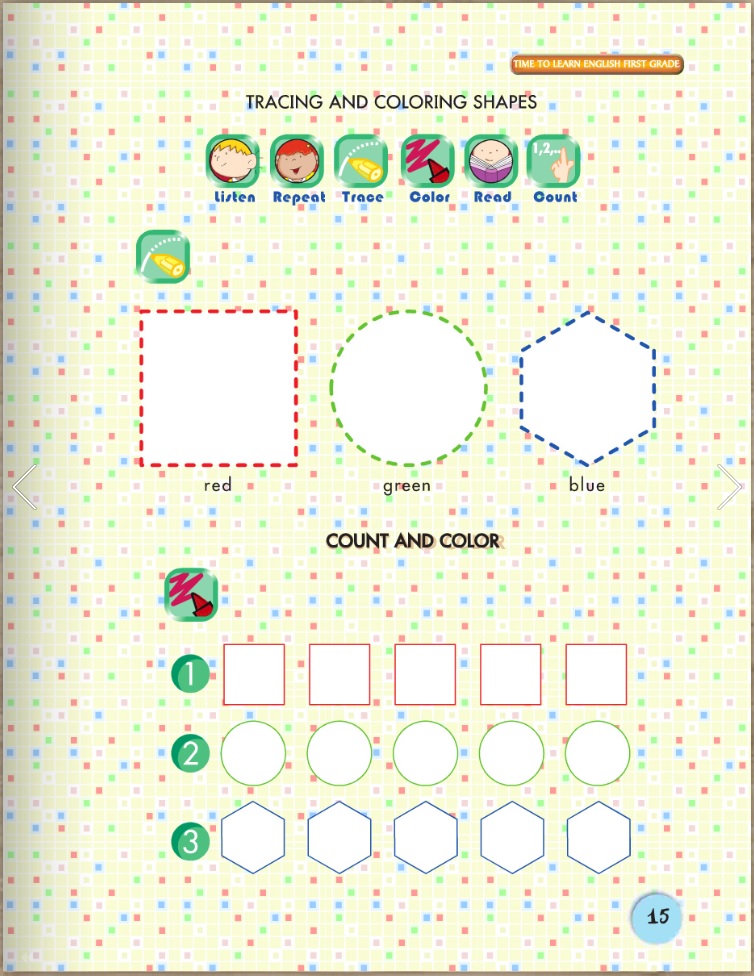 TIME TO LEARN ENGLISH FIRST GRADE
TRACING AND COLORING SHAPES
1,2,..
Listen Repeat Trace Color Read Count
red green blue
COUNT AND COLOR
1
2
3
15